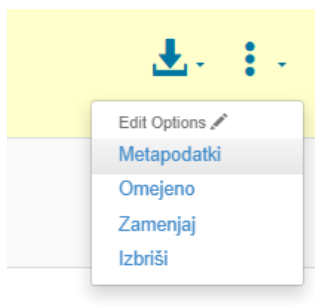 Edit Options
Metapodatki
Omejeno
Zamenjaj
Izbriši